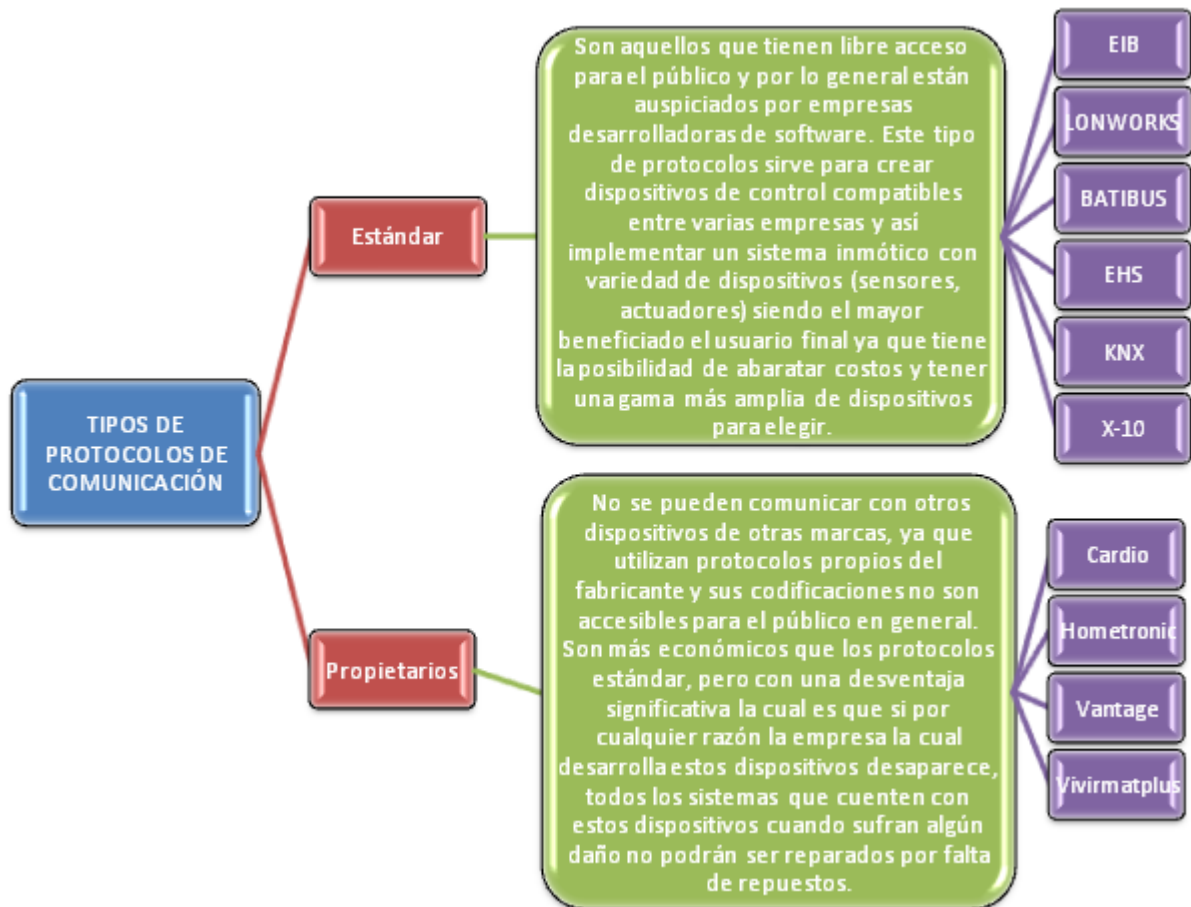 TIPOS DE
PROTOCOLOS DE
COMUNICACIÓN
Estándar
Son aquellos que tienen libre acceso
para el público y por lo general están
auspiciados por empresas
desarrolladoras de software. Este tipo
de protocolos sirve para crear
dispositivos de control compatibles
entre varias empresas y así
implementar un sistema inmótico con
variedad de dispositivos (sensores,
actuadores) siendo el mayor
beneficiado el usuario final ya que tiene
la posibilidad de abaratar costos y tener
una gama más amplia de dispositivos
para elegir.
EIB
LONWORKS
BATIBUS
EHS
KNX
X-10
Propietarios
No se pueden comunicar con otros
dispositivos de otras marcas, ya que
utilizan protocolos propios del
fabricante y sus codificaciones no son
accesibles para el público en general.
Son más económicos que los protocolos
estándar, pero con una desventaja
significativa la cual es que si por
cualquier razón la empresa la cual
desarrolla estos dispositivos desaparece,
todos los sistemas que cuenten con
estos dispositivos cuando sufran algún
daño no podrán ser reparados por falta
de repuestos.
Cardio
Hometronic
Vantage
Vivirmatplus